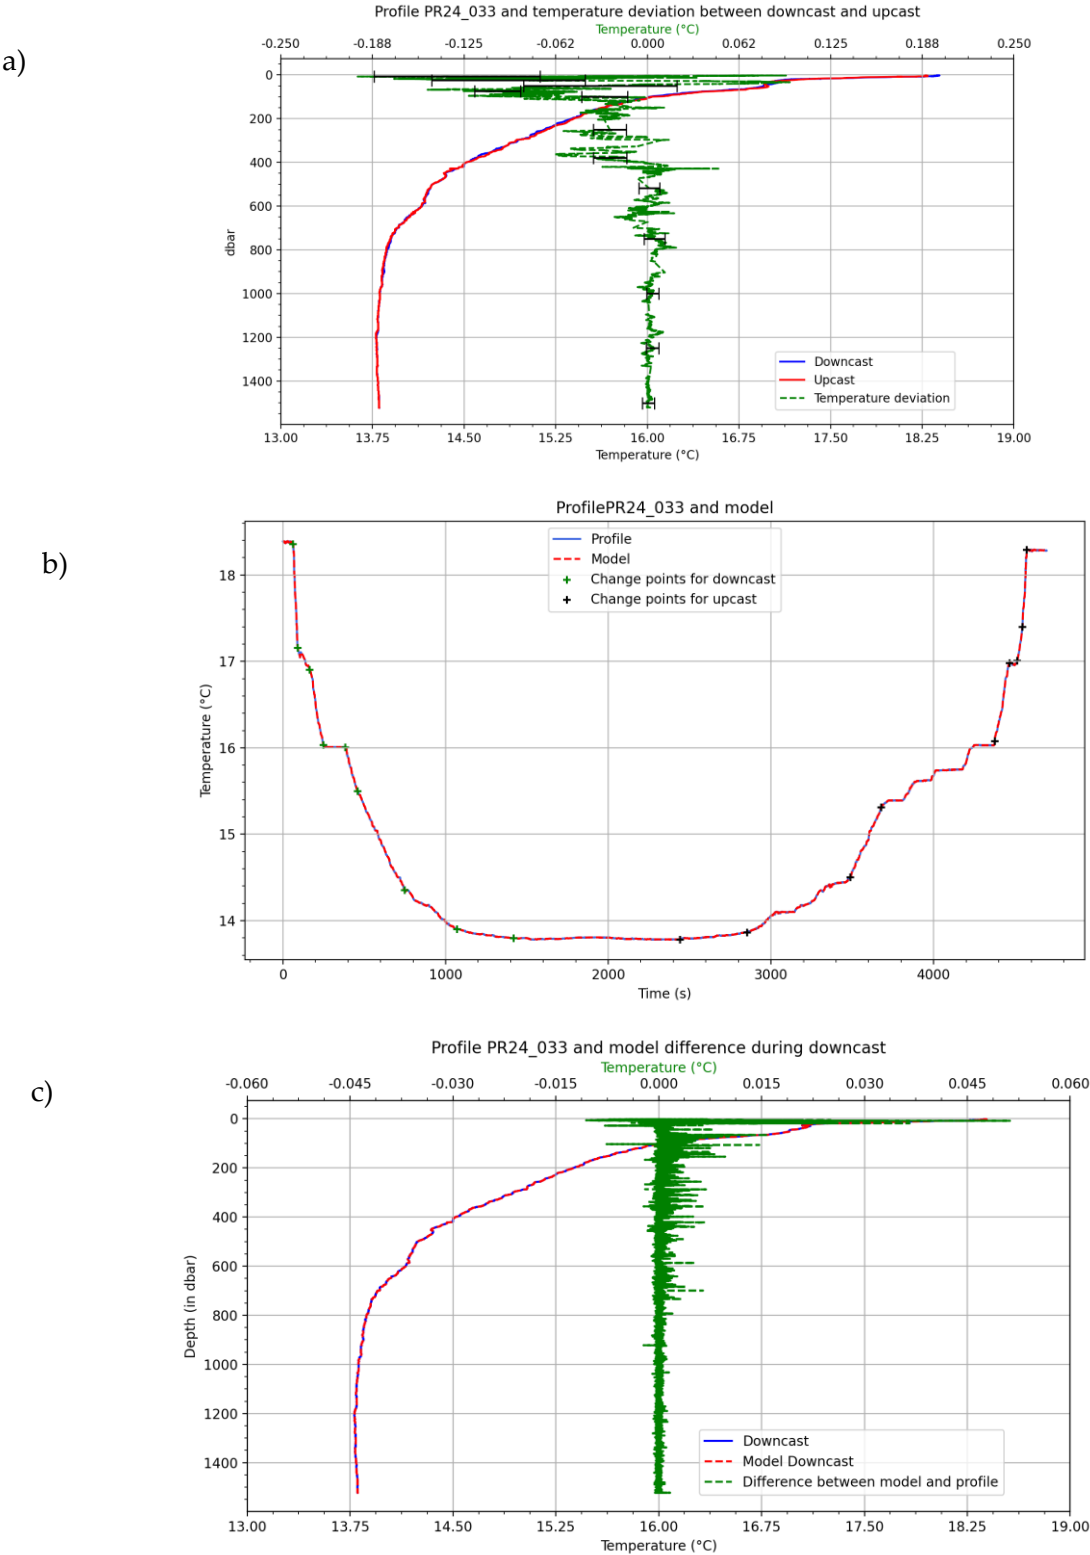 a)
Profile PR24_033 and temperature deviation between downcast and upcast
Temperature (°C)
-0.250 -0.188 -0.125 -0.062 0.000 0.062 0.125 0.188 0.250
0
200
400
600
800
1000
1200
1400
dbar
Downcast
Upcast
Temperature deviation
13.00 13.75 14.50 15.25 16.00 16.75 17.50 18.25 19.00
Temperature (°C)
b)
ProfilePR24_033 and model
Profile
Model
Change points for downcast
Change points for upcast
18
17
16
15
14
Temperature (°C)
0 1000 2000 3000 4000
Time (s)
c)
Profile PR24_033 and model difference during downcast
Temperature (°C)
-0.060 -0.045 -0.030 -0.015 0.000 0.015 0.030 0.045 0.060
0
200
400
600
800
1000
1200
1400
Depth (in dbar)
Downcast
Model Downcast
Difference between model and profile
13.00 13.75 14.50 15.25 16.00 16.75 17.50 18.25 19.00
Temperature (°C)